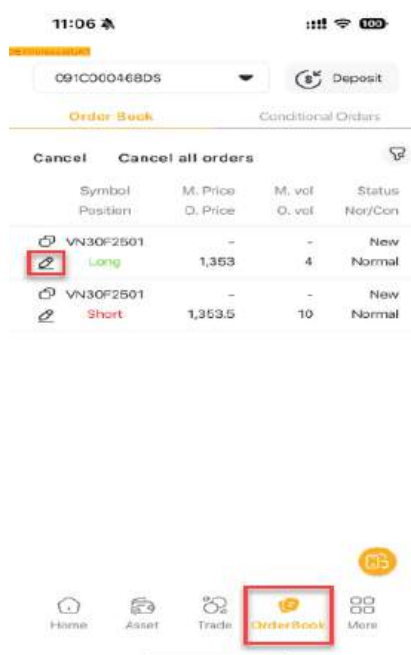 11:06
100
091C000468DS
Deposit
Order Book Conditional Orders
Cancel Cancel all orders
Symbol M. Price M. vol Status
Position O. Price O. vol Nor/Con
VN30F2501 - - New
Long 1,353 4 Normal
VN30F2501 - - New
Short 1,353.5 10 Normal
Home Asset Trade OrderBook More